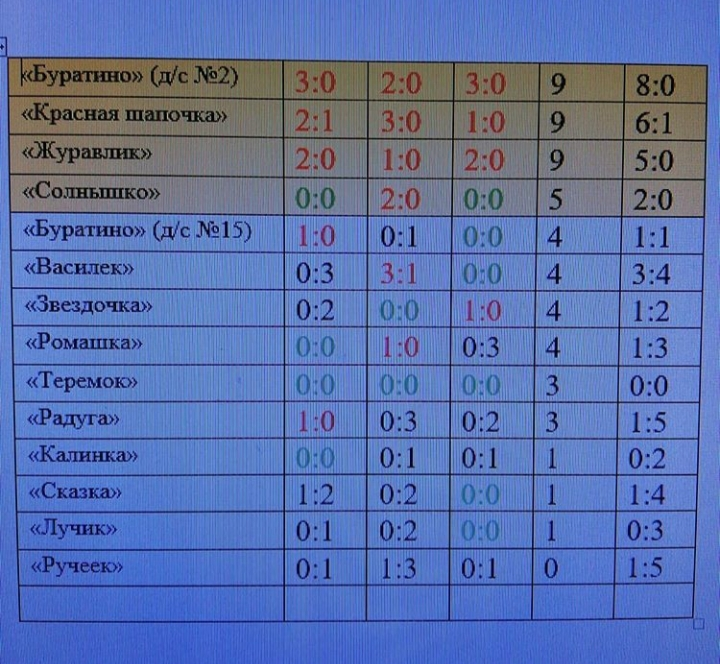 «Буратино» (д/с №2) 3:0 2:0 3:0 9 8:0
«Красная шапочка» 2:1 3:0 1:0 9 6:1
«Журавлик» 2:0 1:0 2:0 9 5:0
«Солнышко» 0:0 2:0 0:0 5 2:0
«Буратино» (д/с №15) 1:0 0:1 0:0 4 1:1
«Василек» 0:3 3:1 0:0 4 3:4
«Звездочка» 0:2 0:0 1:0 4 1:2
«Ромашка» 0:0 1:0 0:3 4 1:3
«Теремок» 0:0 0:0 0:0 3 0:0
«Радуга» 1:0 0:3 0:2 3 1:5
«Калинка» 0:0 0:1 0:1 1 0:2
«Сказка» 1:2 0:2 0:0 1 1:4
«Лучик» 0:1 0:2 0:0 1 0:3
«Ручеек» 0:1 1:3 0:1 0 1:5